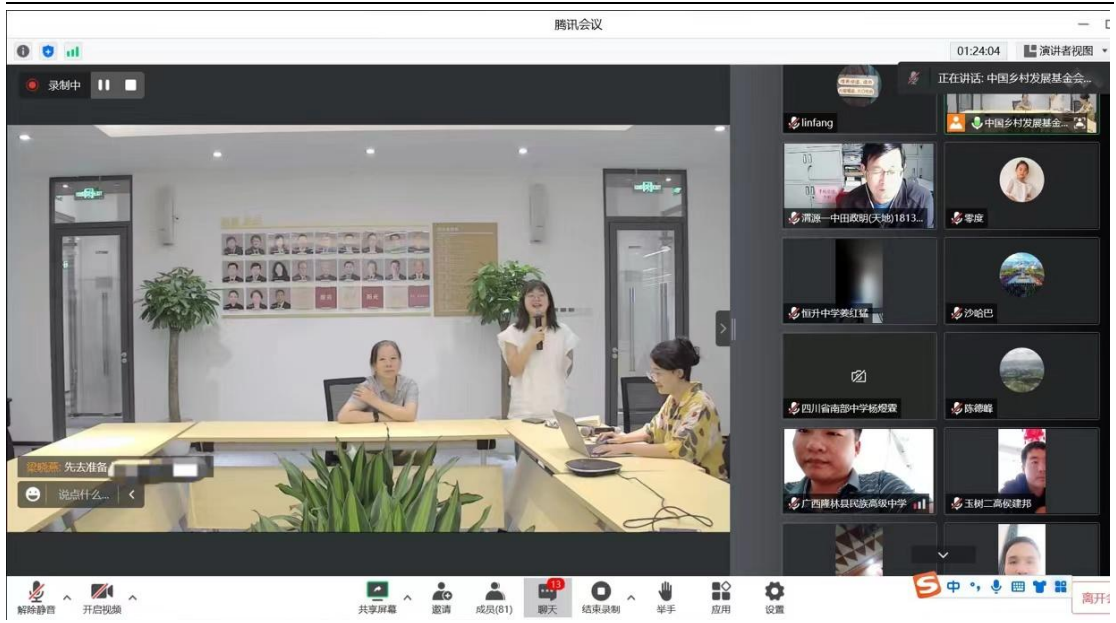 腾讯会议
01:24:04
演讲者视图
录制中
正在讲话: 中国乡村发展基金会...
linfang
中国乡村发展基金...
渭源一中田政明(天地)1813...
零度
恒升中学姜红猛
沙哈巴
四川省南部中学杨煜霖
陈德峰
广西隆林县民族高级中学
玉树二高侯建邦
梁晓燕: 先去准备
说点什么...
解除静音
开启视频
共享屏幕
邀请
成员(81)
13
聊天
结束录制
举手
应用
设置
中
离开会